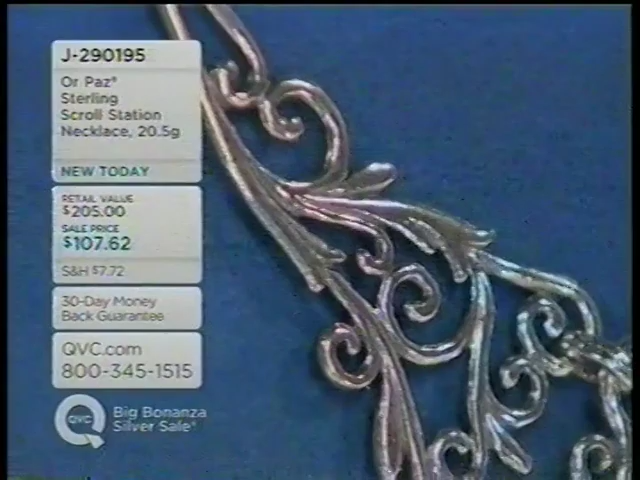 J-290195
Or Paz®
Sterling
Scroll Station
Necklace, 20.5g
NEW TODAY
RETAIL VALUE
$205.00
SALE PRICE
$107.62
S&H $7.72
30-Day Money
Back Guarantee
QVC.com
800-345-1515
QVC
Big Bonanza
Silver Sale®